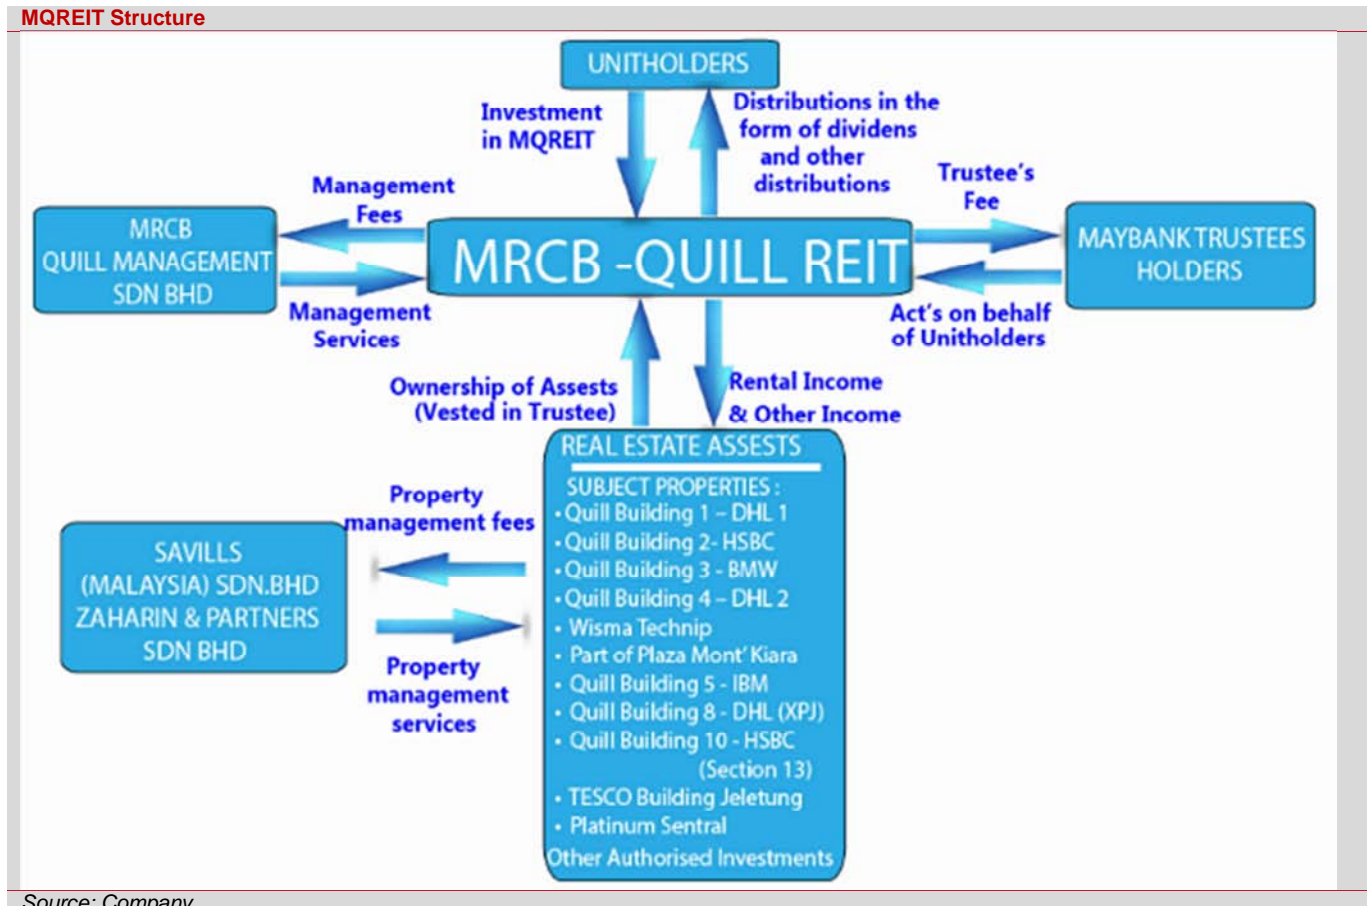 MQREIT Structure
UNITHOLDERS
Investment
in MQREIT
Distributions in the
form of dividens
and other
distributions
Management
Fees
Trustee's
Fee
MRCB
QUILL MANAGEMENT
SDN BHD
MRCB -QUILL REIT
MAYBANK TRUSTEES
HOLDERS
Management
Services
Act's on behalf
of Unitholders
Ownership of Assests
(Vested in Trustee)
Rental Income
& Other Income
REAL ESTATE ASSESTS
SUBJECT PROPERTIES :
• Quill Building 1 – DHL 1
• Quill Building 2- HSBC
• Quill Building 3 - BMW
• Quill Building 4 – DHL 2
• Wisma Technip
• Part of Plaza Mont' Kiara
• Quill Building 5 - IBM
• Quill Building 8 - DHL (XPJ)
• Quill Building 10 - HSBC
(Section 13)
• TESCO Building Jeletung
• Platinum Sentral
Other Authorised Investments
Property
management fees
SAVILLS
(MALAYSIA) SDN.BHD
ZAHARIN & PARTNERS
SDN BHD
Property
management
services
Source: Company